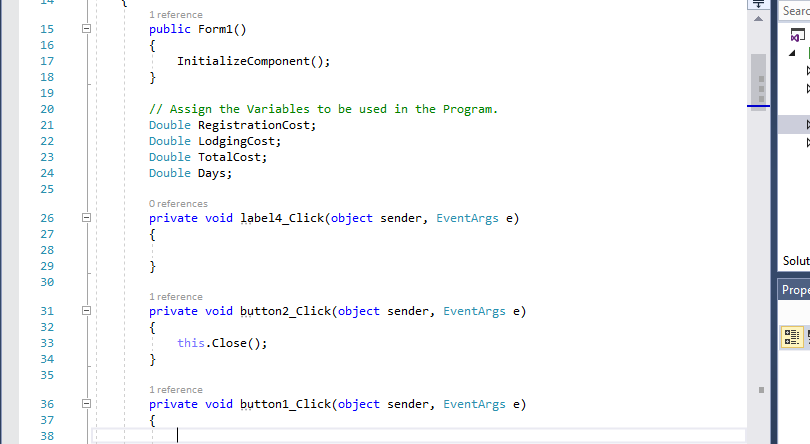 14 {
1 reference
15 public Form1()
16 {
17 InitializeComponent();
18 }
19
20 // Assign the Variables to be used in the Program.
21 Double RegistrationCost;
22 Double LodgingCost;
23 Double TotalCost;
24 Double Days;
25
0 references
26 private void label4_Click(object sender, EventArgs e)
27 {
28
29 }
30
1 reference
31 private void button2_Click(object sender, EventArgs e)
32 {
33 this.Close();
34 }
35
1 reference
36 private void button1_Click(object sender, EventArgs e)
37 {
38
Searc
Solut
Prope